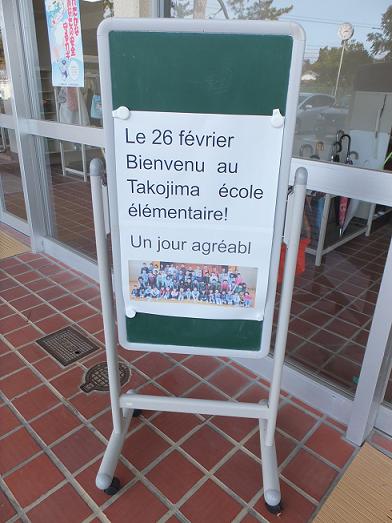 Le 26 février
Bienvenu au
Takojima école
élémentaire!
Un jour agréabl